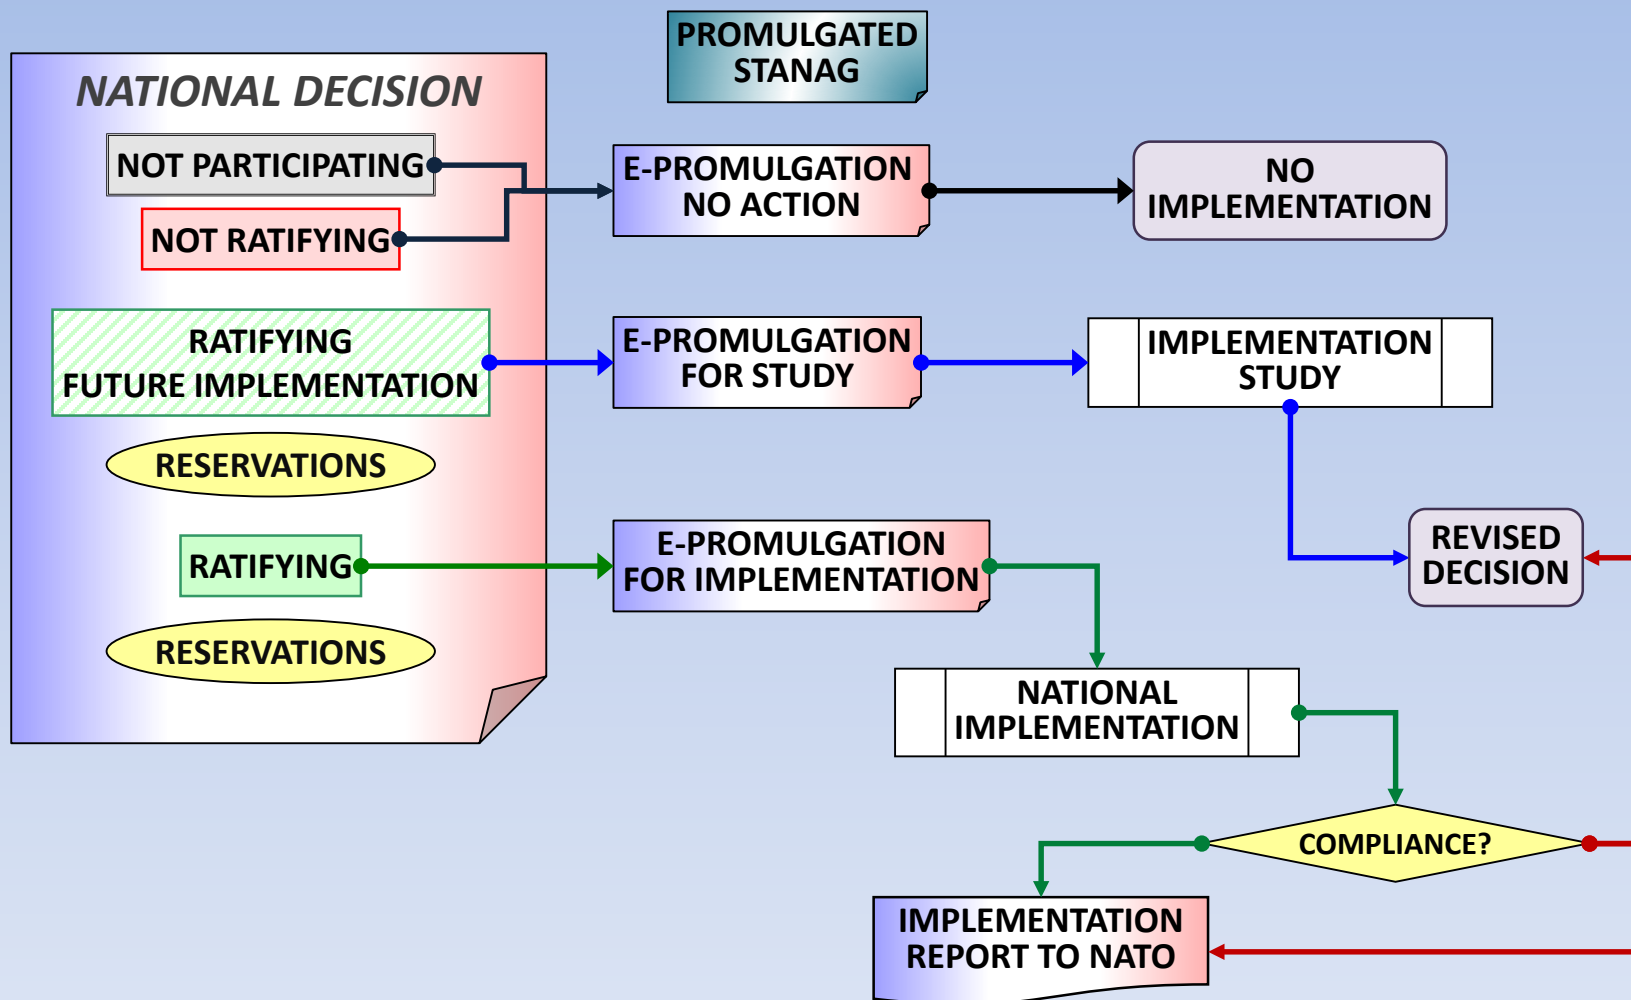 PROMULGATED
STANAG
NATIONAL DECISION
NOT PARTICIPATING
E-PROMULGATION
NO ACTION
NO
IMPLEMENTATION
NOT RATIFYING
RATIFYING
FUTURE IMPLEMENTATION
E-PROMULGATION
FOR STUDY
IMPLEMENTATION
STUDY
RESERVATIONS
RATIFYING
E-PROMULGATION
FOR IMPLEMENTATION
REVISED
DECISION
RESERVATIONS
NATIONAL
IMPLEMENTATION
COMPLIANCE?
IMPLEMENTATION
REPORT TO NATO